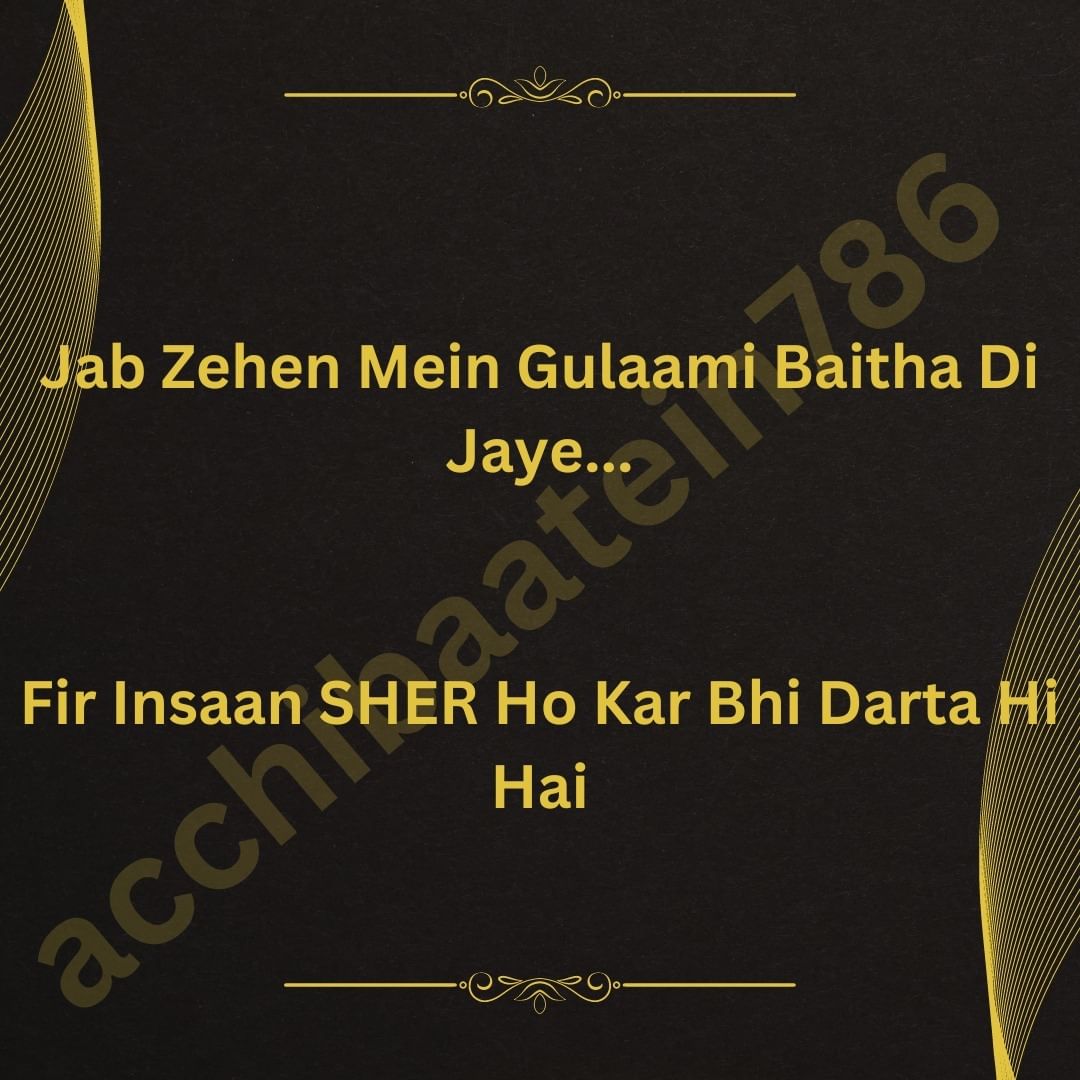 Jab Zehen Mein Gulaami Baitha Di
Jaye...
Fir Insaan SHER Ho Kar Bhi Darta Hi
Hai
acchibaatein786